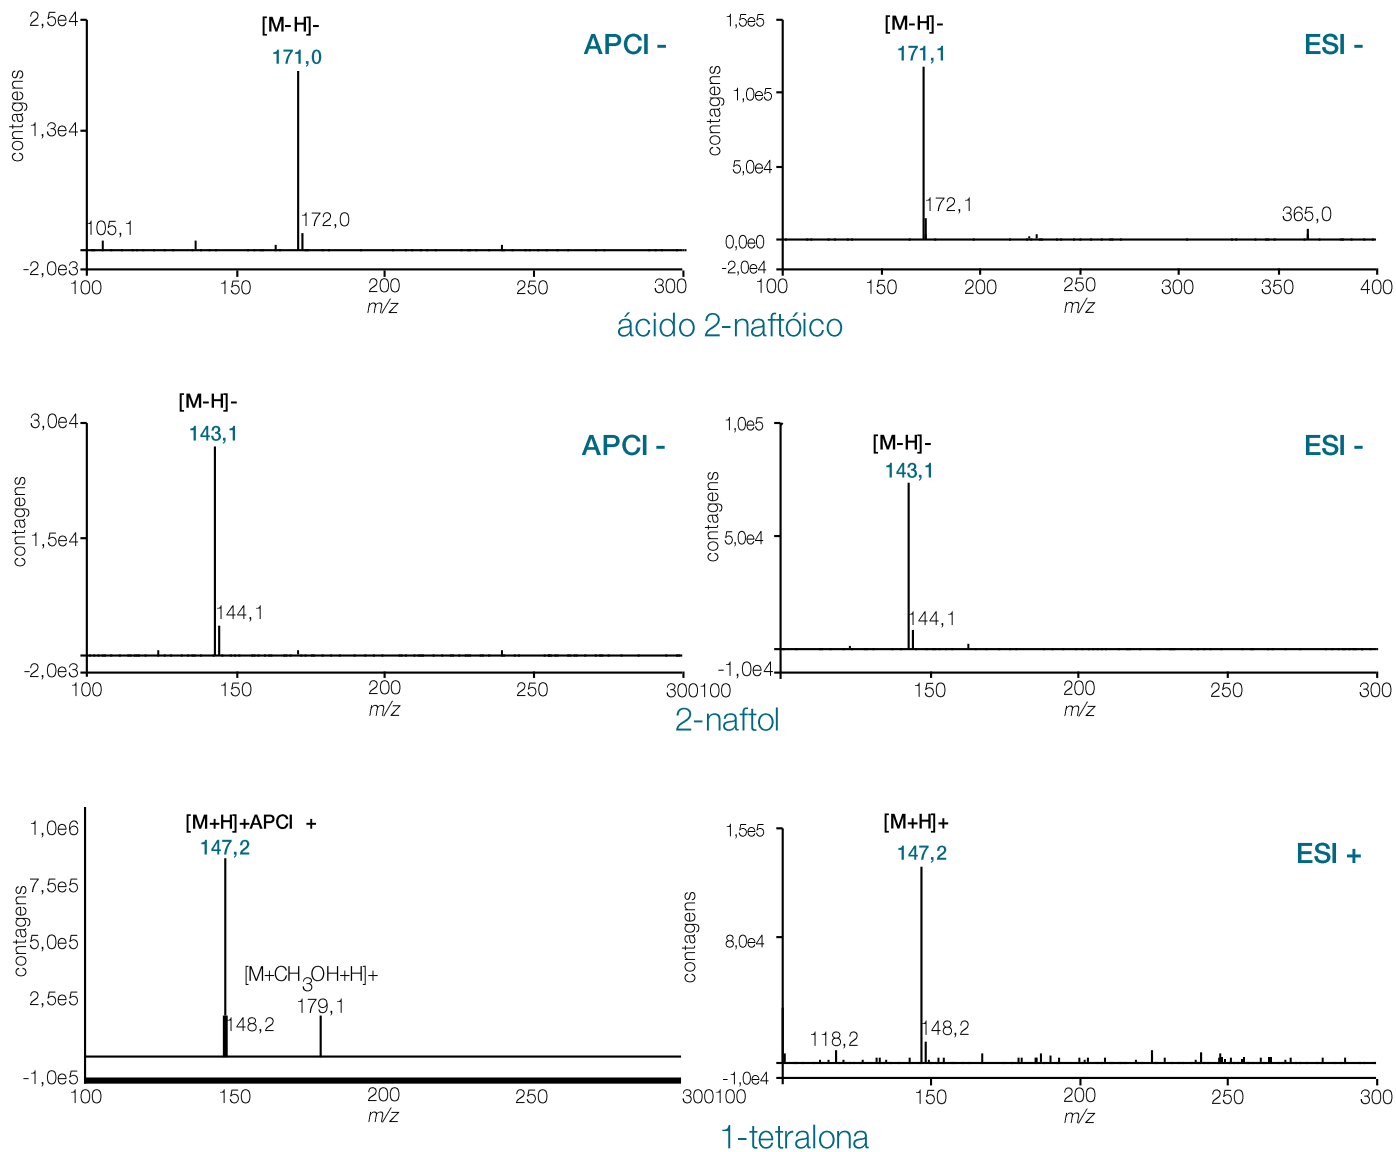 2,5e4
[M-H]-
APCI -
171,0
contagens
1,3e4
105,1
172,0
-2,0e3
100
150
200
250
300
m/z
1,5e5
[M-H]-
ESI -
171,1
contagens
1,0e5
5,0e4
172,1
365,0
0,0e0
-2,0e4
100
150
200
250
300
350
400
m/z
ácido 2-naftóico
[M-H]-
3,0e4
143,1
APCI -
contagens
1,5e4
144,1
-2,0e3
100
150
200
250
300100
m/z
1,0e5
[M-H]-
ESI -
143,1
contagens
5,0e4
144,1
-1,0e4
150
200
250
300
m/z
2-naftol
[M+H]+APCI +
1,0e6
147,2
7,5e5
contagens
5,0e5
[M+CH3OH+H]+
2,5e5
179,1
148,2
-1,0e5
100
150
200
250
300100
m/z
[M+H]+
1,5e5
147,2
ESI +
contagens
8,0e4
118,2
148,2
-1,0e4
150
200
250
300
m/z
1-tetralona